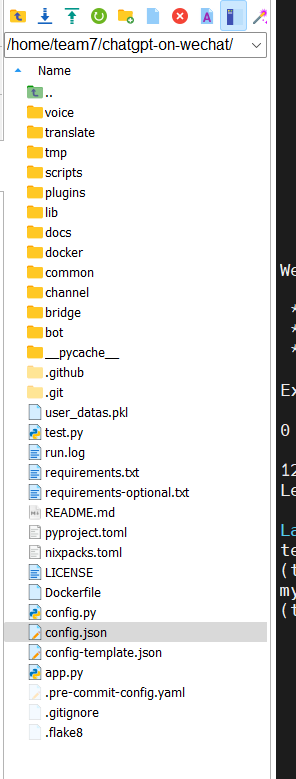 /home/team7/chatgpt-on-wechat/
Name
..
voice
translate
tmp
scripts
plugins
lib
docs
docker
common
channel
bridge
bot
__pycache__
.github
.git
user_datas.pkl
test.py
run.log
requirements.txt
requirements-optional.txt
README.md
pyproject.toml
nixpacks.toml
LICENSE
Dockerfile
config.py
config.json
config-template.json
app.py
.pre-commit-config.yaml
.gitignore
.flake8
We
*
*
*
Ex
0
12
Le
La
te
(t
my
(t